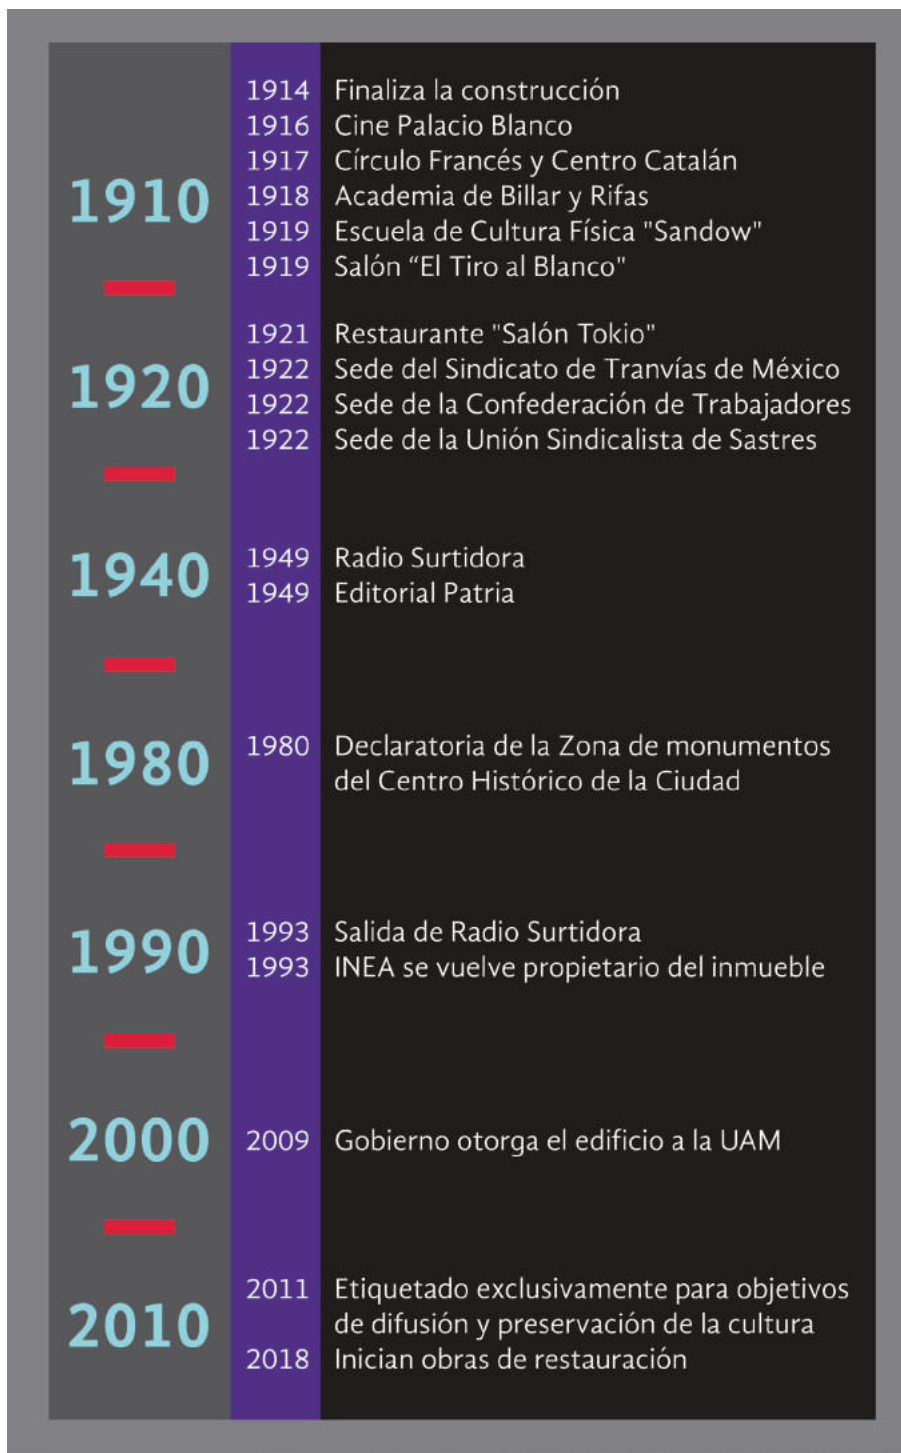 1910
1914 Finaliza la construcción
1916 Cine Palacio Blanco
1917 Círculo Francés y Centro Catalán
1918 Academia de Billar y Rifas
1919 Escuela de Cultura Física "Sandow"
1919 Salón “El Tiro al Blanco"
1920
1921 Restaurante "Salón Tokio"
1922 Sede del Sindicato de Tranvías de México
1922 Sede de la Confederación de Trabajadores
1922 Sede de la Unión Sindicalista de Sastres
1940
1949 Radio Surtidora
1949 Editorial Patria
1980
1980 Declaratoria de la Zona de monumentos
del Centro Histórico de la Ciudad
1990
1993 Salida de Radio Surtidora
1993 INEA se vuelve propietario del inmueble
2000
2009 Gobierno otorga el edificio a la UAM
2010
2011 Etiquetado exclusivamente para objetivos
de difusión y preservación de la cultura
2018 Inician obras de restauración